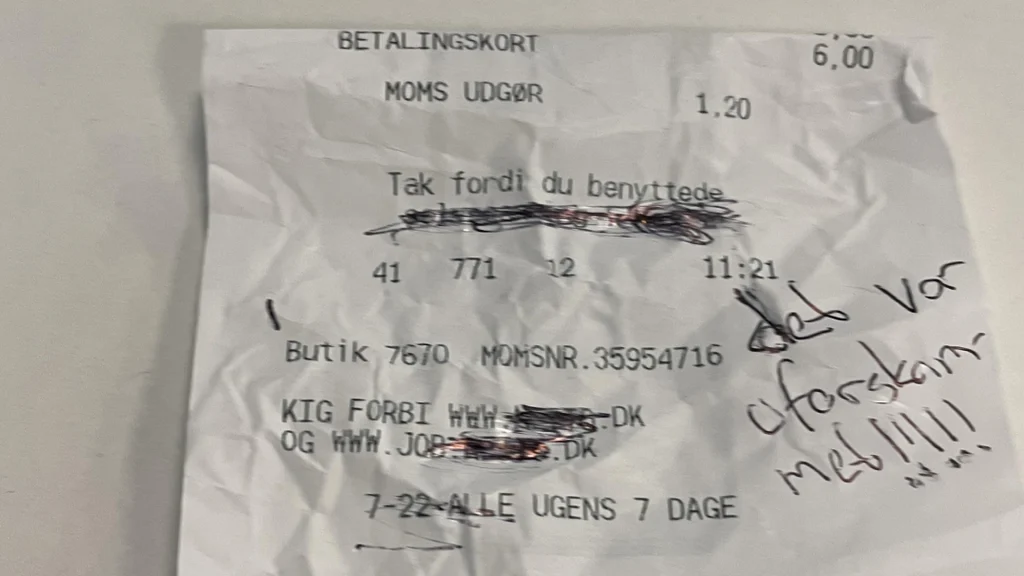 BETALINGSKORT 6,00
MOMS UDGØR 1,20
Tak fordi du benyttede
41 771 12 11:21
Butik 7670 MOMSNR.35954716
KIG FORBI WWW. .DK
OG WWW.JOB .DK
7-22 ALLE UGENS 7 DAGE
det var
uforskam-
met!!!!!